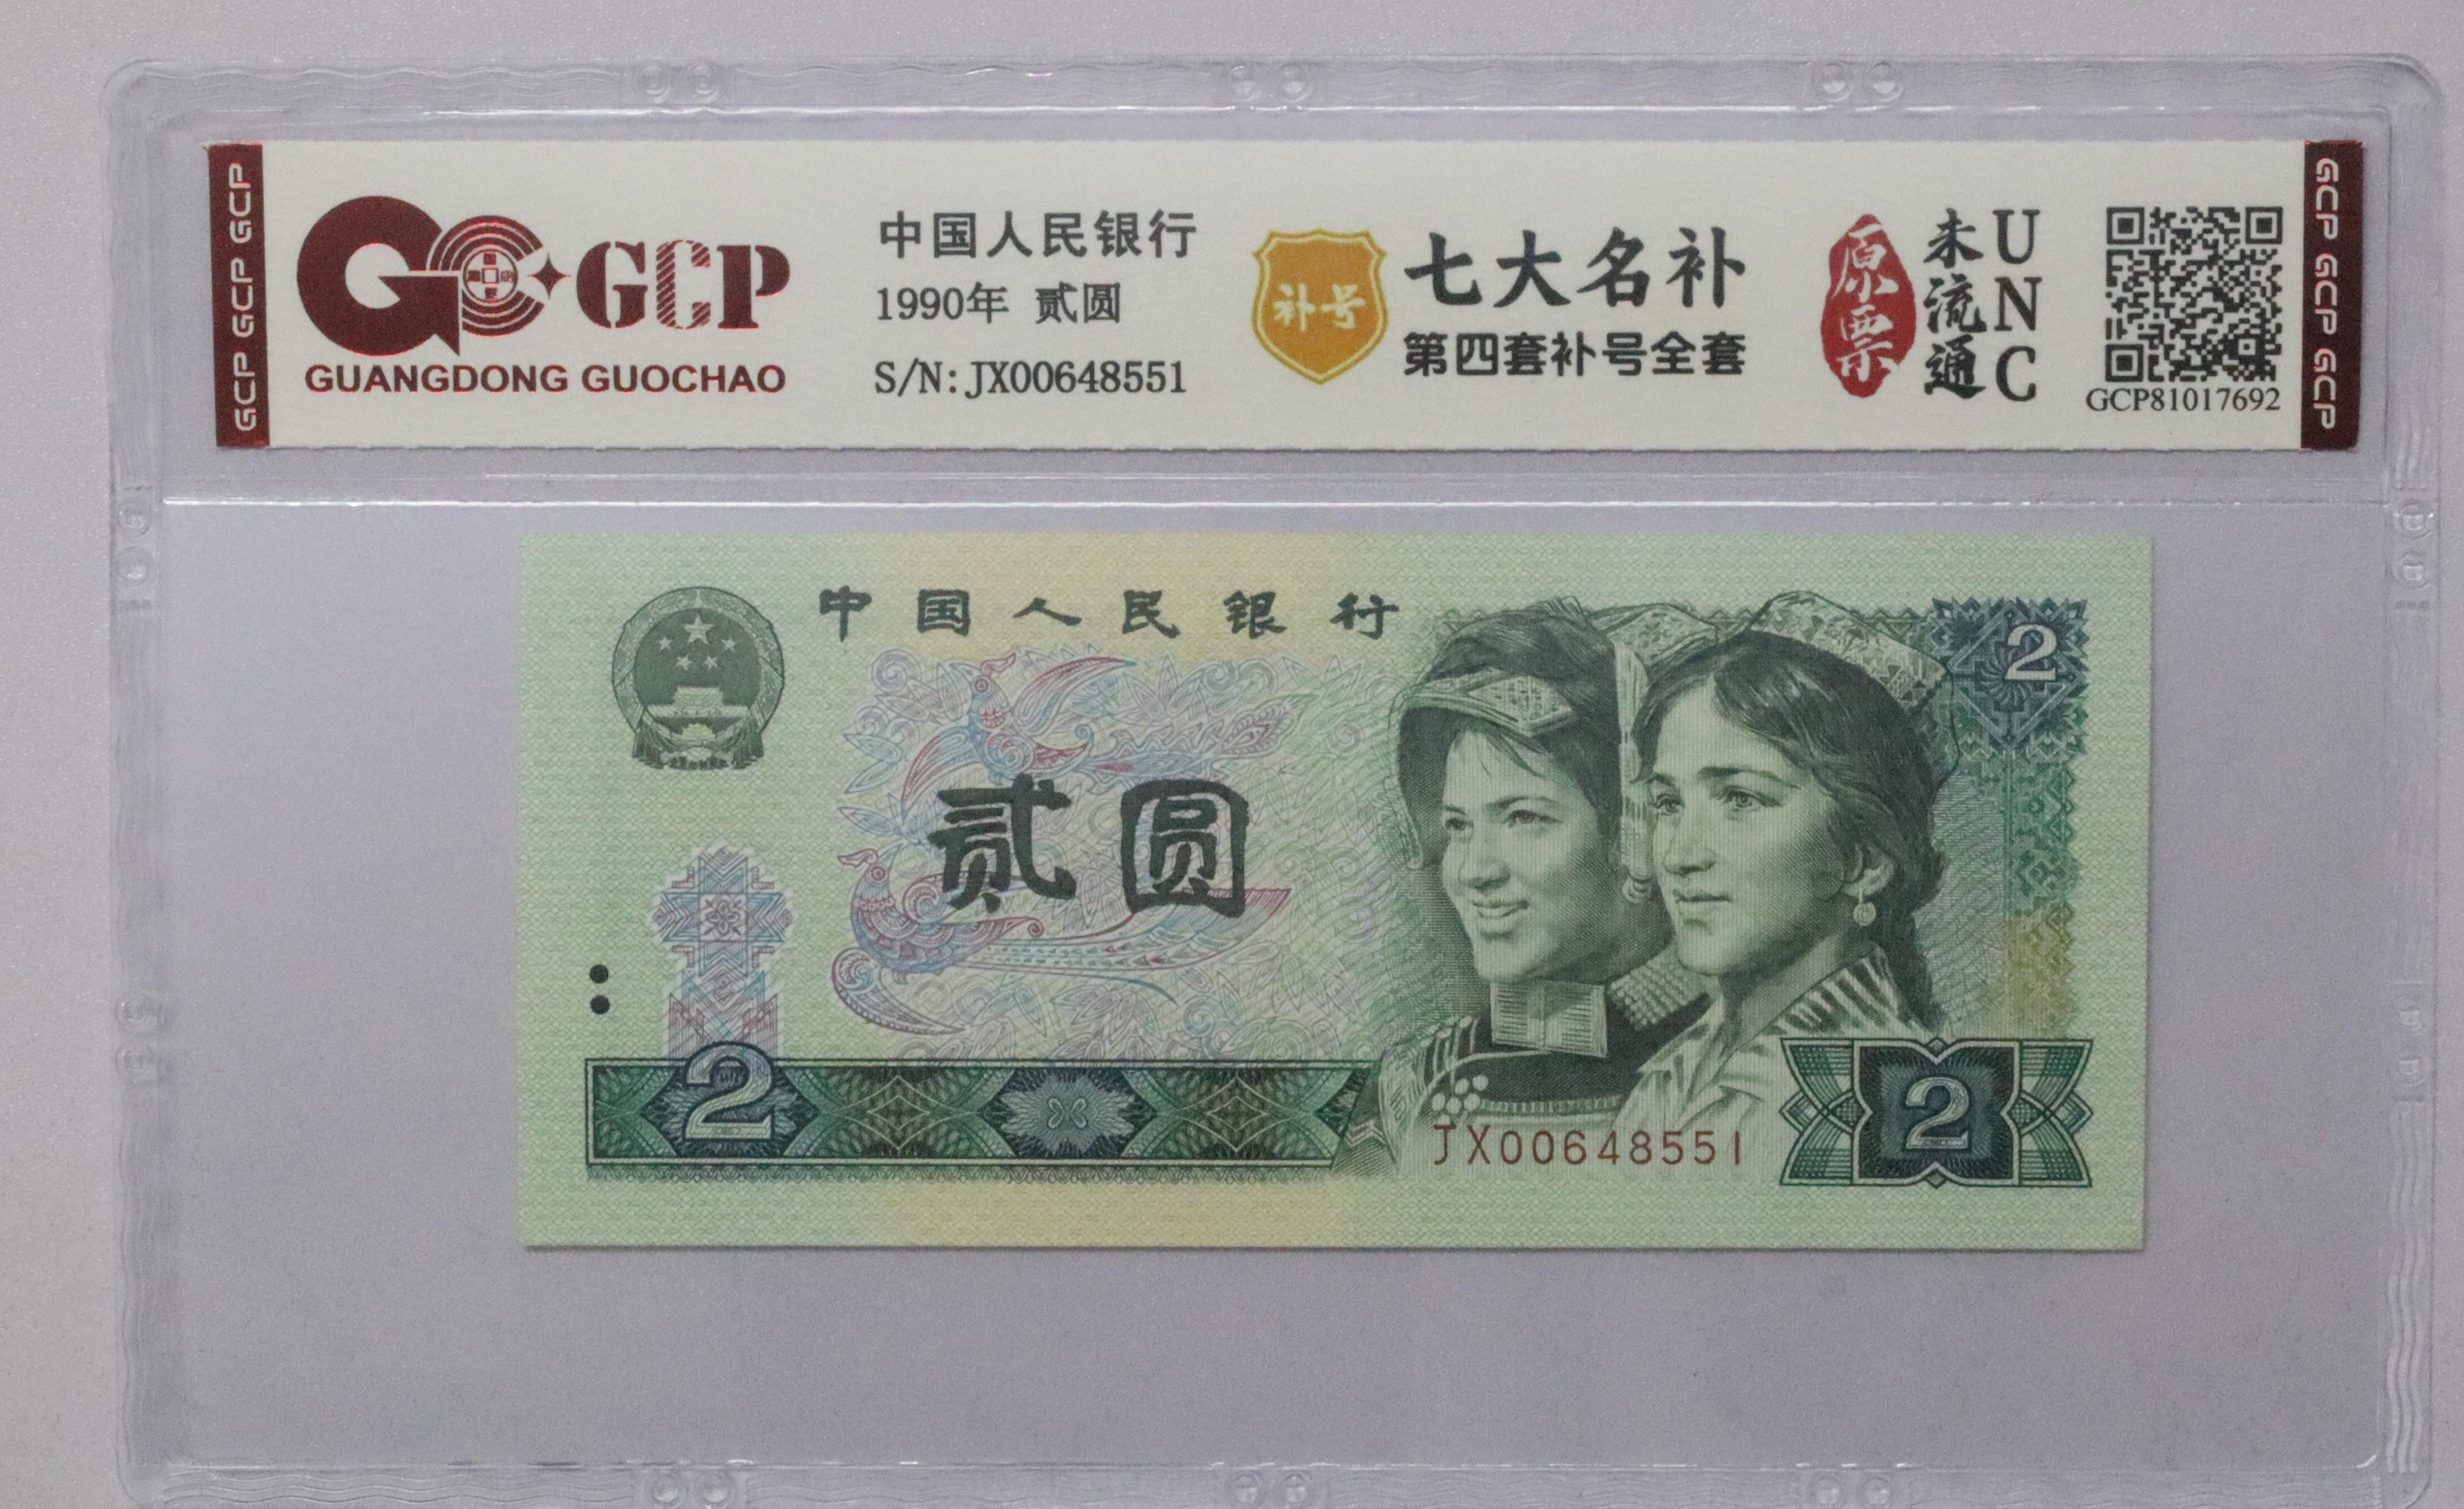 GCP GCP GCP
GCP
GUANGDONG GUOCHAO
中国人民银行
1990年 贰圆
S/N: JX00648551
补号
七大名补
第四套补号全套
原票
未流通
UNC
GCP81017692
GCP GCP GCP
中国人民银行
2
贰圆
2
JX00648551
2